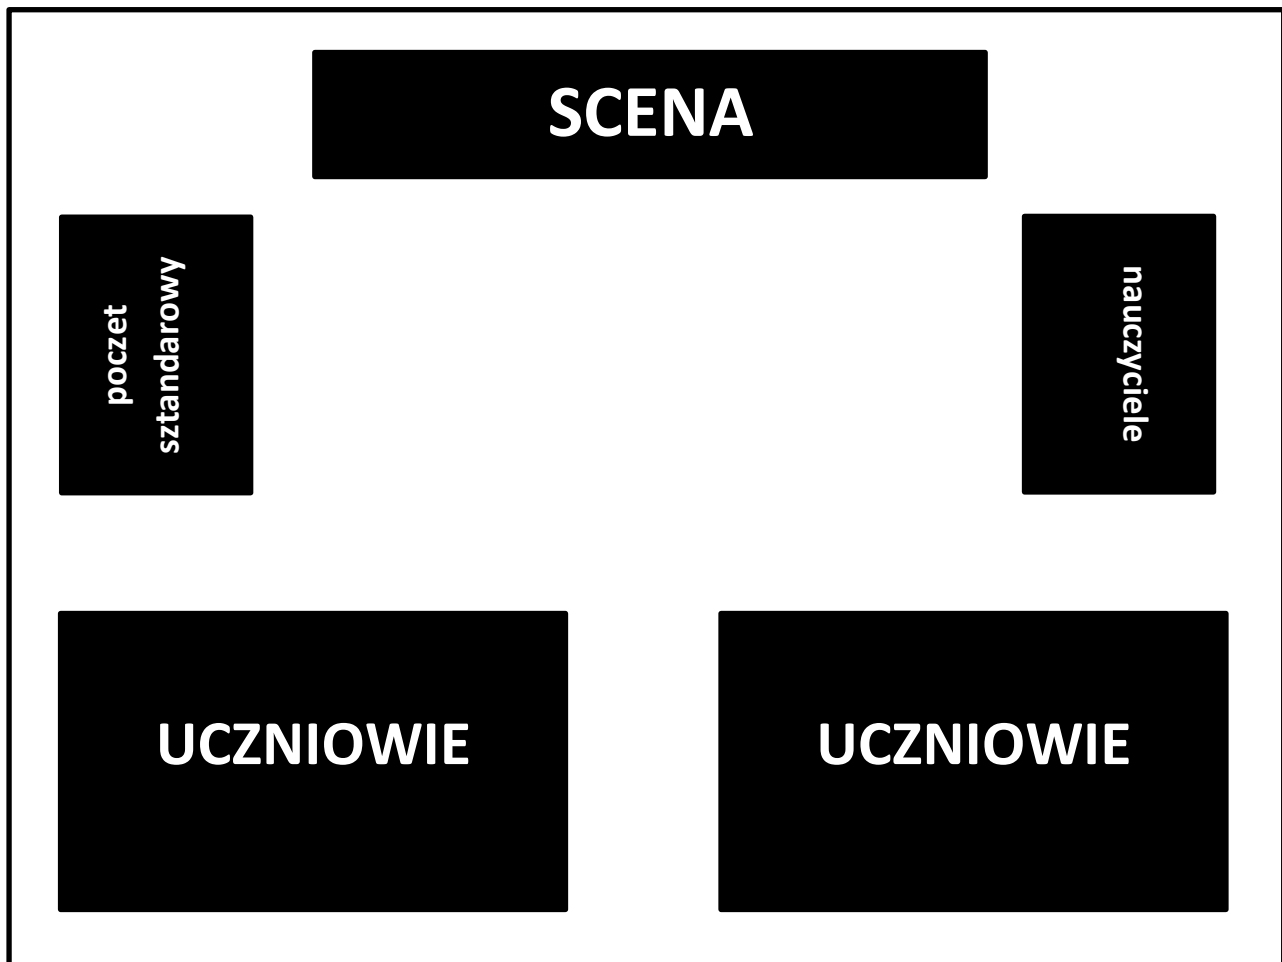 SCENA
poczet
sztandarowy
nauczyciele
UCZNIOWIE
UCZNIOWIE